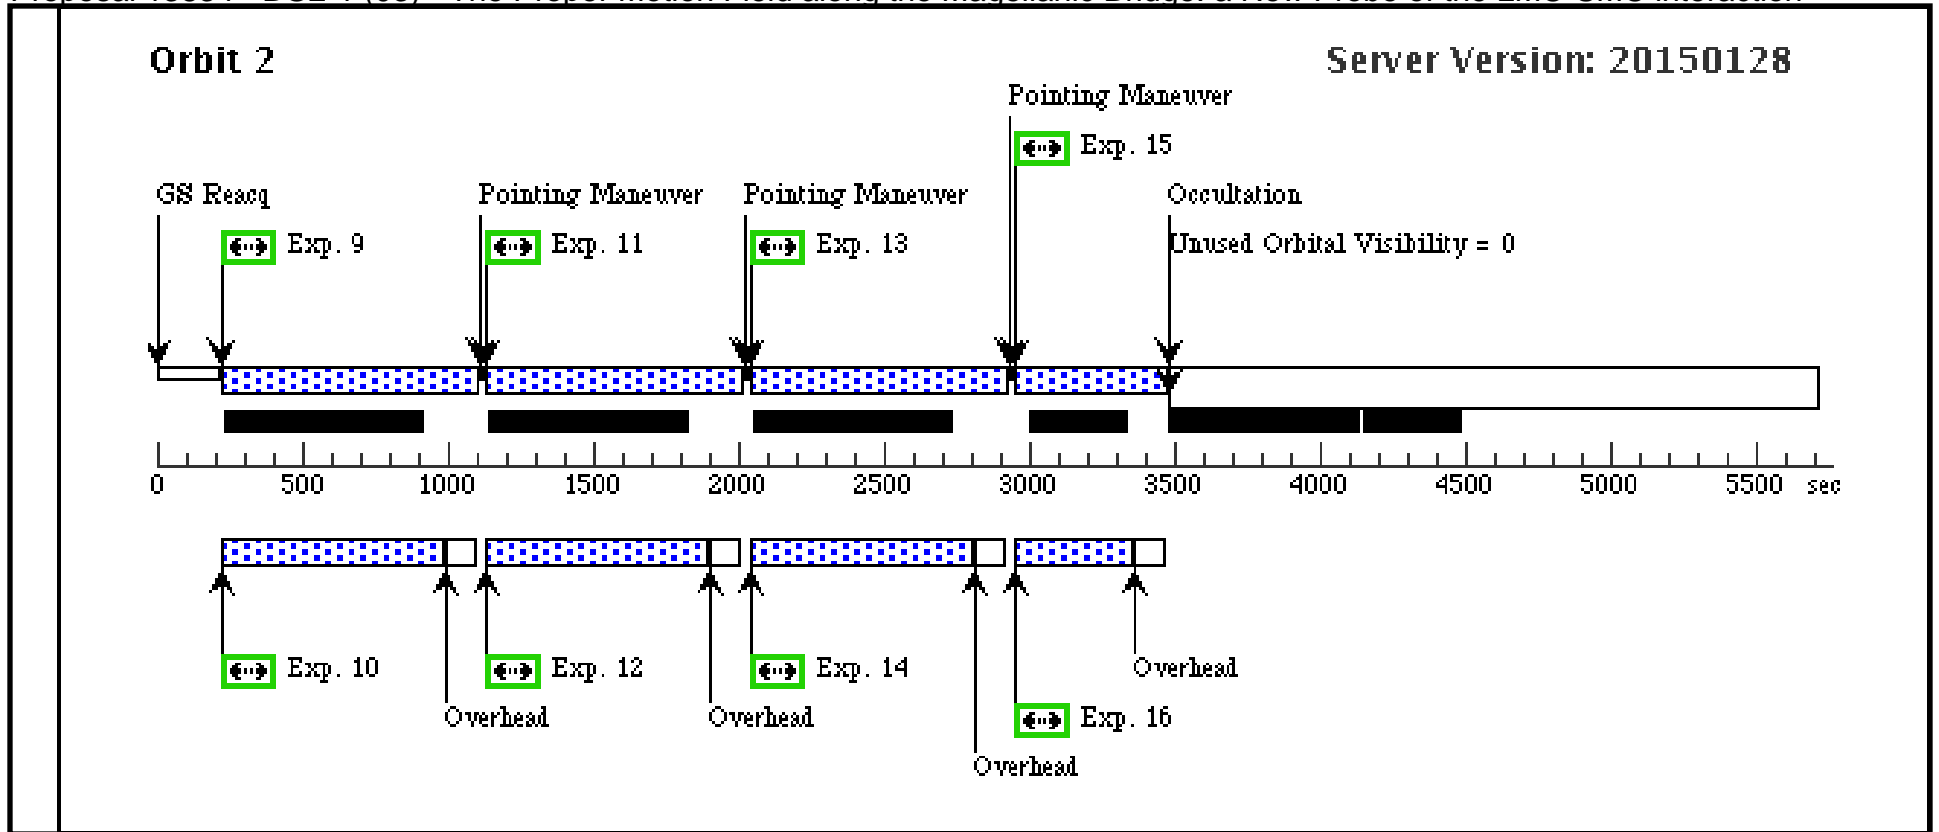 Orbit 2
Server Version: 20150128
Pointing Maneuver
Exp. 15
GS Reacq
Pointing Maneuver
Pointing Maneuver
Occultation
Exp. 9
Exp. 11
Exp. 13
Unused Orbital Visibility = 0
0 500 1000 1500 2000 2500 3000 3500 4000 4500 5000 5500 sec
Exp. 10
Exp. 12
Exp. 14
Overhead
Overhead
Overhead
Exp. 16
Overhead